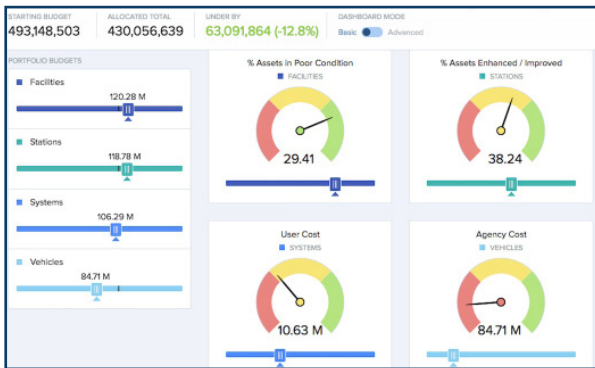 STARTING BUDGET
493,148,503
ALLOCATED TOTAL
430,056,639
UNDER BY
63,091,864 (-12.8%)
DASHBOARD MODE
Basic
Advanced
PORTFOLIO BUDGETS
Facilities
120.28 M
Stations
118.78 M
Systems
106.29 M
Vehicles
84.71 M
% Assets in Poor Condition
FACILITIES
29.41
% Assets Enhanced / Improved
STATIONS
38.24
User Cost
SYSTEMS
10.63 M
Agency Cost
VEHICLES
84.71 M